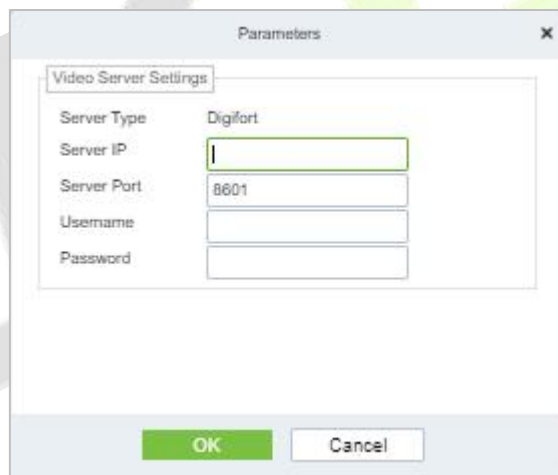 Parameters ×
Video Server Settings
Server Type Digifort
Server IP
Server Port 8601
Username
Password
OK Cancel